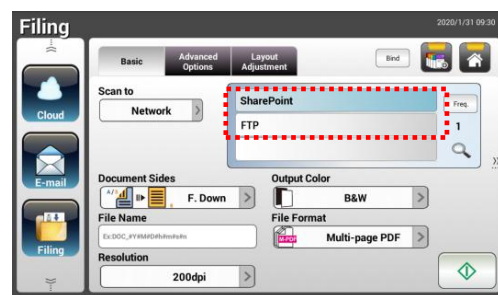 Filing
2020/1/31 09:30
Basic
Advanced Options
Layout Adjustment
Bind
Scan to
Network
SharePoint
FTP
Freq.
1
Cloud
E-mail
Filing
Document Sides
F. Down
Output Color
B&W
File Name
File Format
M-PDF
Multi-page PDF
Resolution
200dpi